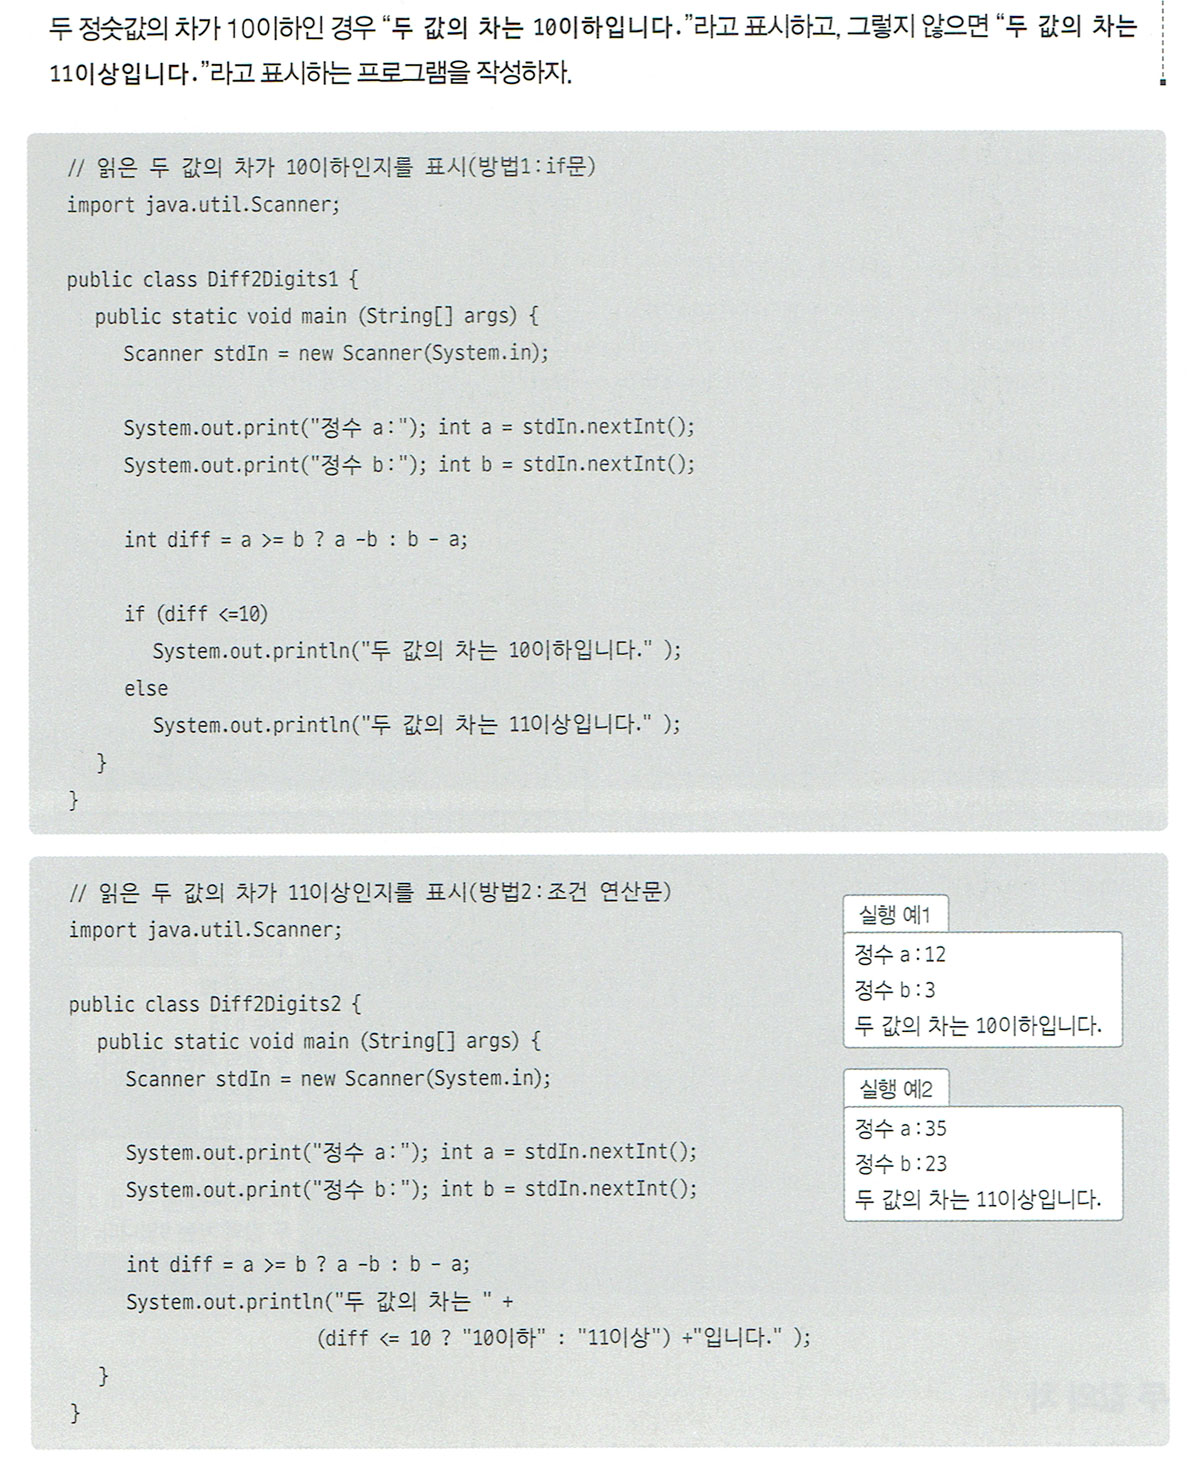 두 정숫값의 차가 10이하인 경우 “두 값의 차는 10이하입니다.”라고 표시하고, 그렇지 않으면 “두 값의 차는
11이상입니다.”라고 표시하는 프로그램을 작성하자.
// 읽은 두 값의 차가 10이하인지를 표시(방법1:if문)
import java.util.Scanner;
public class Diff2Digits1 {
public static void main (String[] args) {
Scanner stdIn = new Scanner(System.in);
System.out.print("정수 a:"); int a = stdIn.nextInt();
System.out.print("정수 b:"); int b = stdIn.nextInt();
int diff = a >= b ? a -b : b - a;
if (diff <=10)
System.out.println("두 값의 차는 10이하입니다." );
else
System.out.println("두 값의 차는 11이상입니다." );
}
}
// 읽은 두 값의 차가 11이상인지를 표시(방법2:조건 연산문)
import java.util.Scanner;
public class Diff2Digits2 {
public static void main (String[] args) {
Scanner stdIn = new Scanner(System.in);
System.out.print("정수 a:"); int a = stdIn.nextInt();
System.out.print("정수 b:"); int b = stdIn.nextInt();
int diff = a >= b ? a -b : b - a;
System.out.println("두 값의 차는 " +
(diff <= 10 ? "10이하" : "11이상") +"입니다." );
}
}
실행 예1
정수 a:12
정수 b:3
두 값의 차는 10이하입니다.
실행 예2
정수 a:35
정수 b:23
두 값의 차는 11이상입니다.